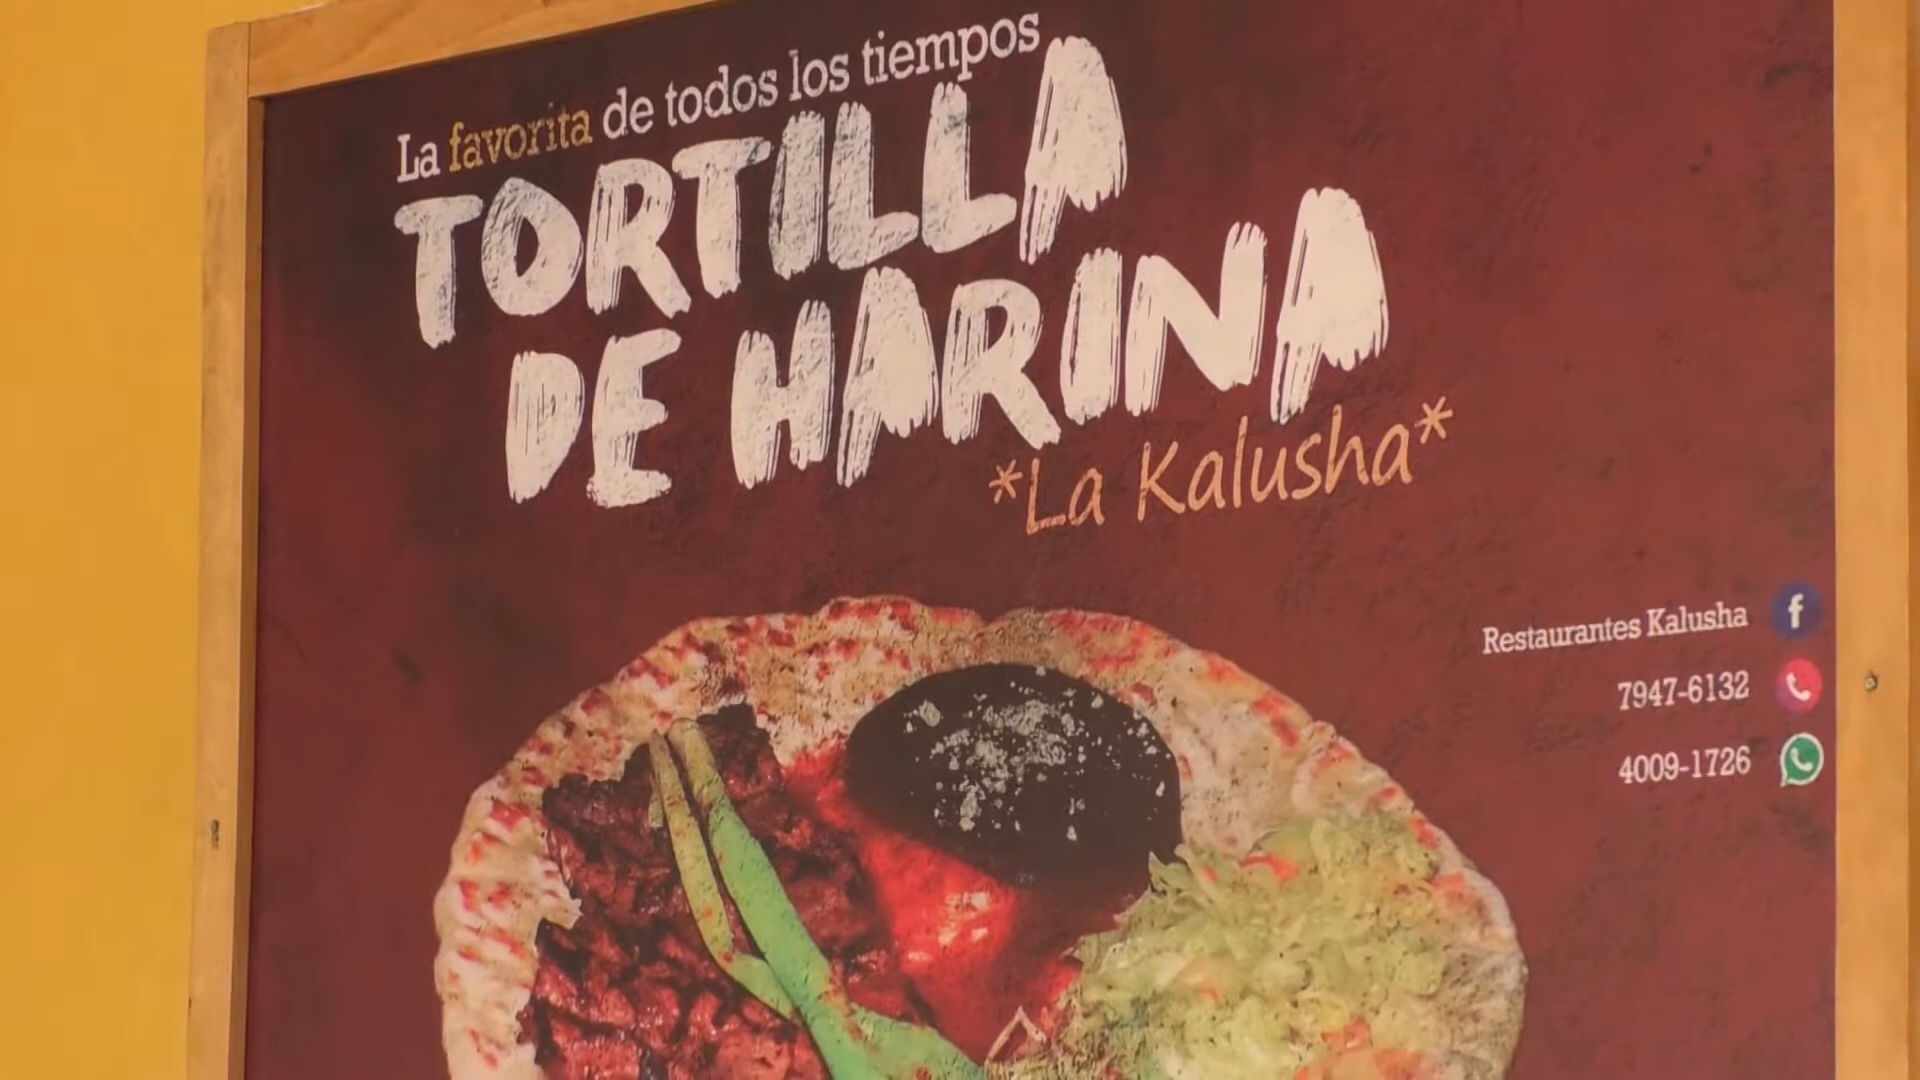 La favorita de todos los tiempos
TORTILLA
DE HARINA
*La Kalusha*
Restaurantes Kalusha
7947-6132
4009-1726